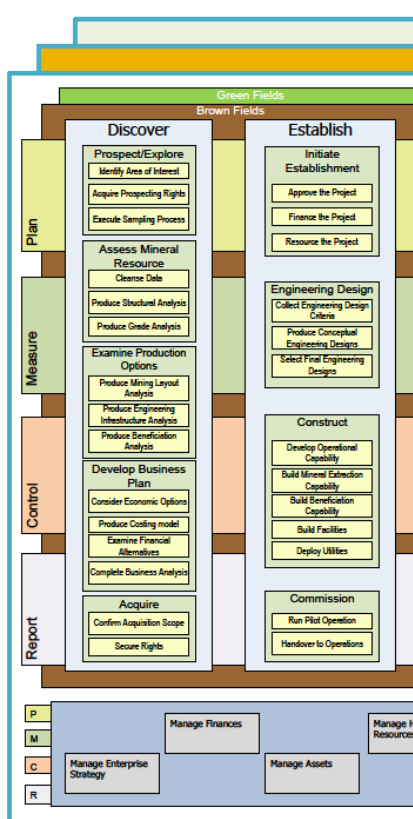 Green Fields
Brown Fields
Discover
Prospect/Explore
Identify Area of Interest
Acquire Prospecting Rights
Execute Sampling Process
Assess Mineral
Resource
Cleanse Data
Produce Structural Analysis
Produce Grade Analysis
Examine Production
Options
Produce Mining Layout
Analysis
Produce Engineering
Infrastructure Analysis
Produce Beneficiation
Analysis
Develop Business
Plan
Consider Economic Options
Produce Costing model
Examine Financial
Alternatives
Complete Business Analysis
Acquire
Confirm Acquisition Scope
Secure Rights
Establish
Initiate
Establishment
Approve the Project
Finance the Project
Resource the Project
Engineering Design
Collect Engineering Design
Criteria
Produce Conceptual
Engineering Designs
Select Final Engineering
Designs
Construct
Develop Operational
Capability
Build Mineral Extraction
Capability
Build Beneficiation
Capability
Build Facilities
Deploy Utilities
Commission
Run Pilot Operation
Handover to Operations
Plan
Measure
Control
Report
P
M
C
R
Manage Finances
Manage H
Resources
Manage Enterprise
Strategy
Manage Assets